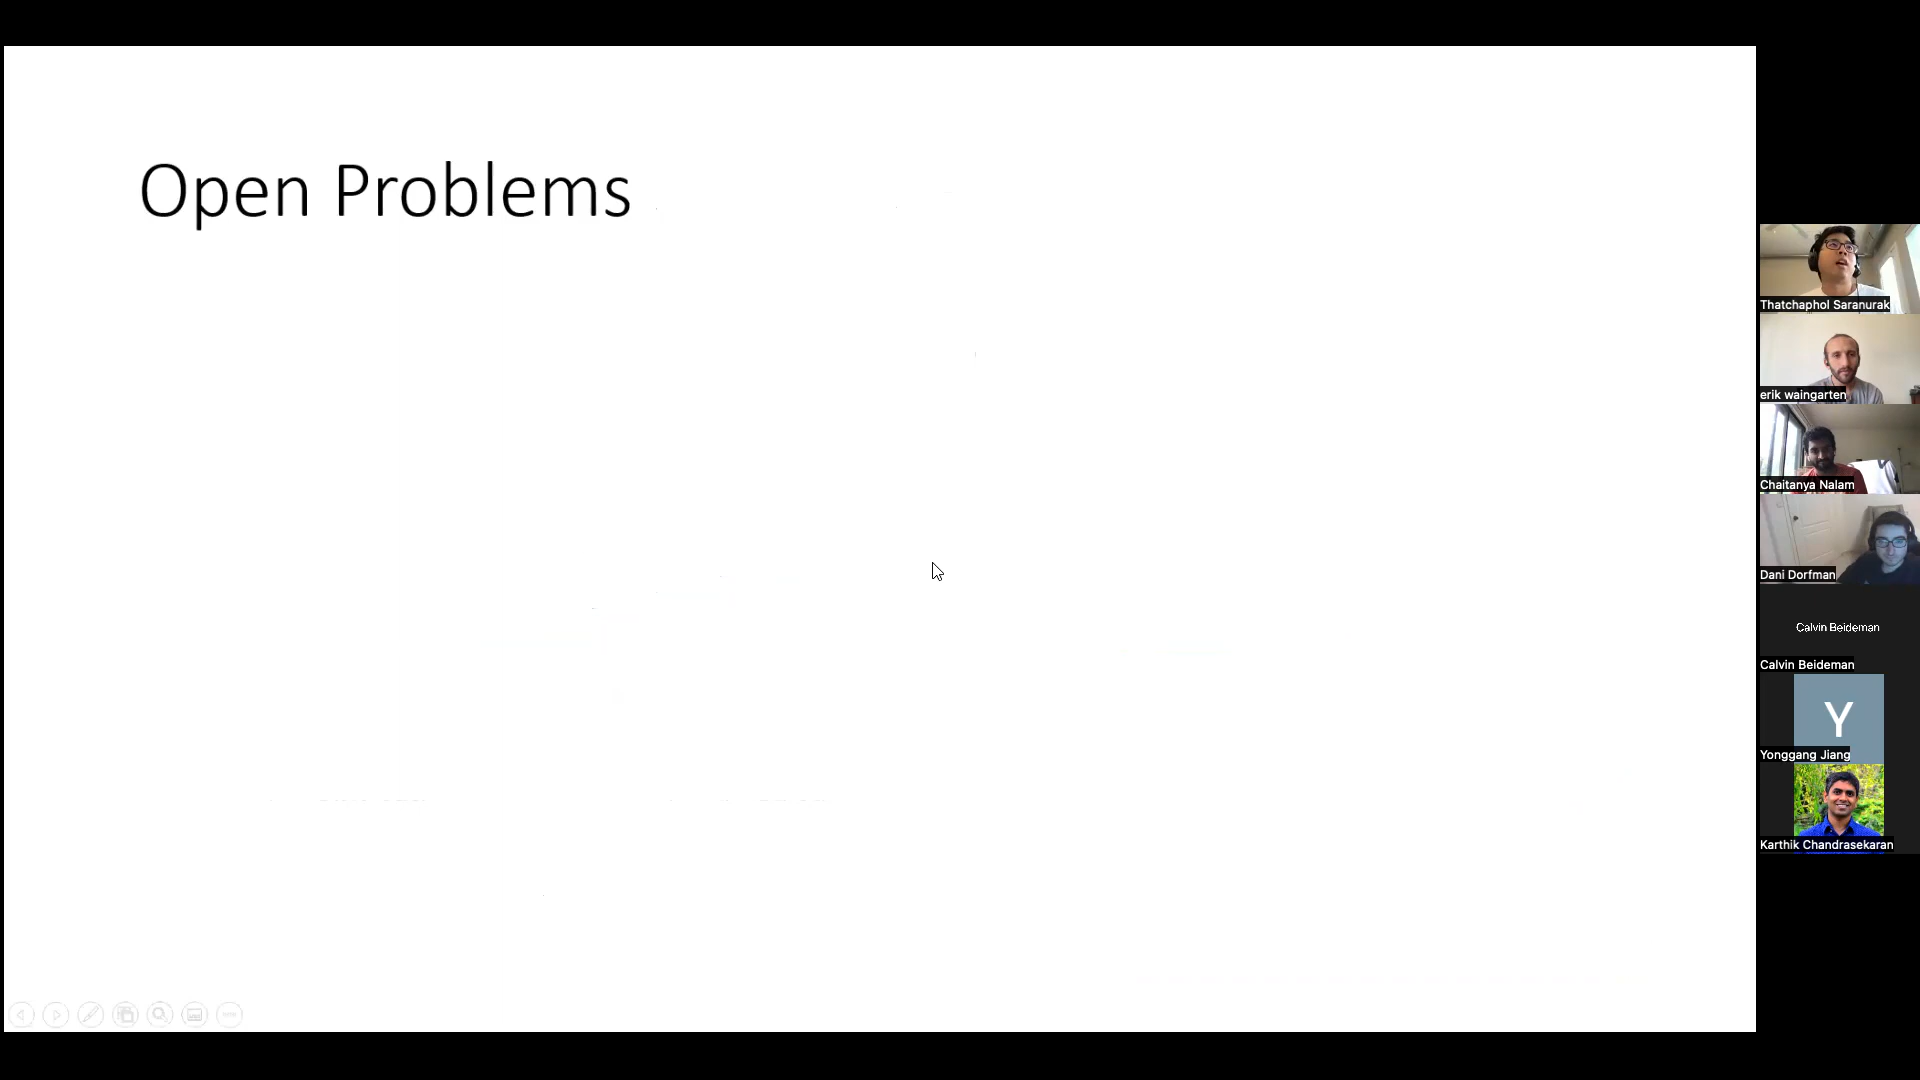 Open Problems
Thatchaphol Saranurak
erik waingarten
Chaitanya Nalam
Dani Dorfman
Calvin Beideman
Calvin Beideman
Y
Yonggang Jiang
Karthik Chandrasekaran